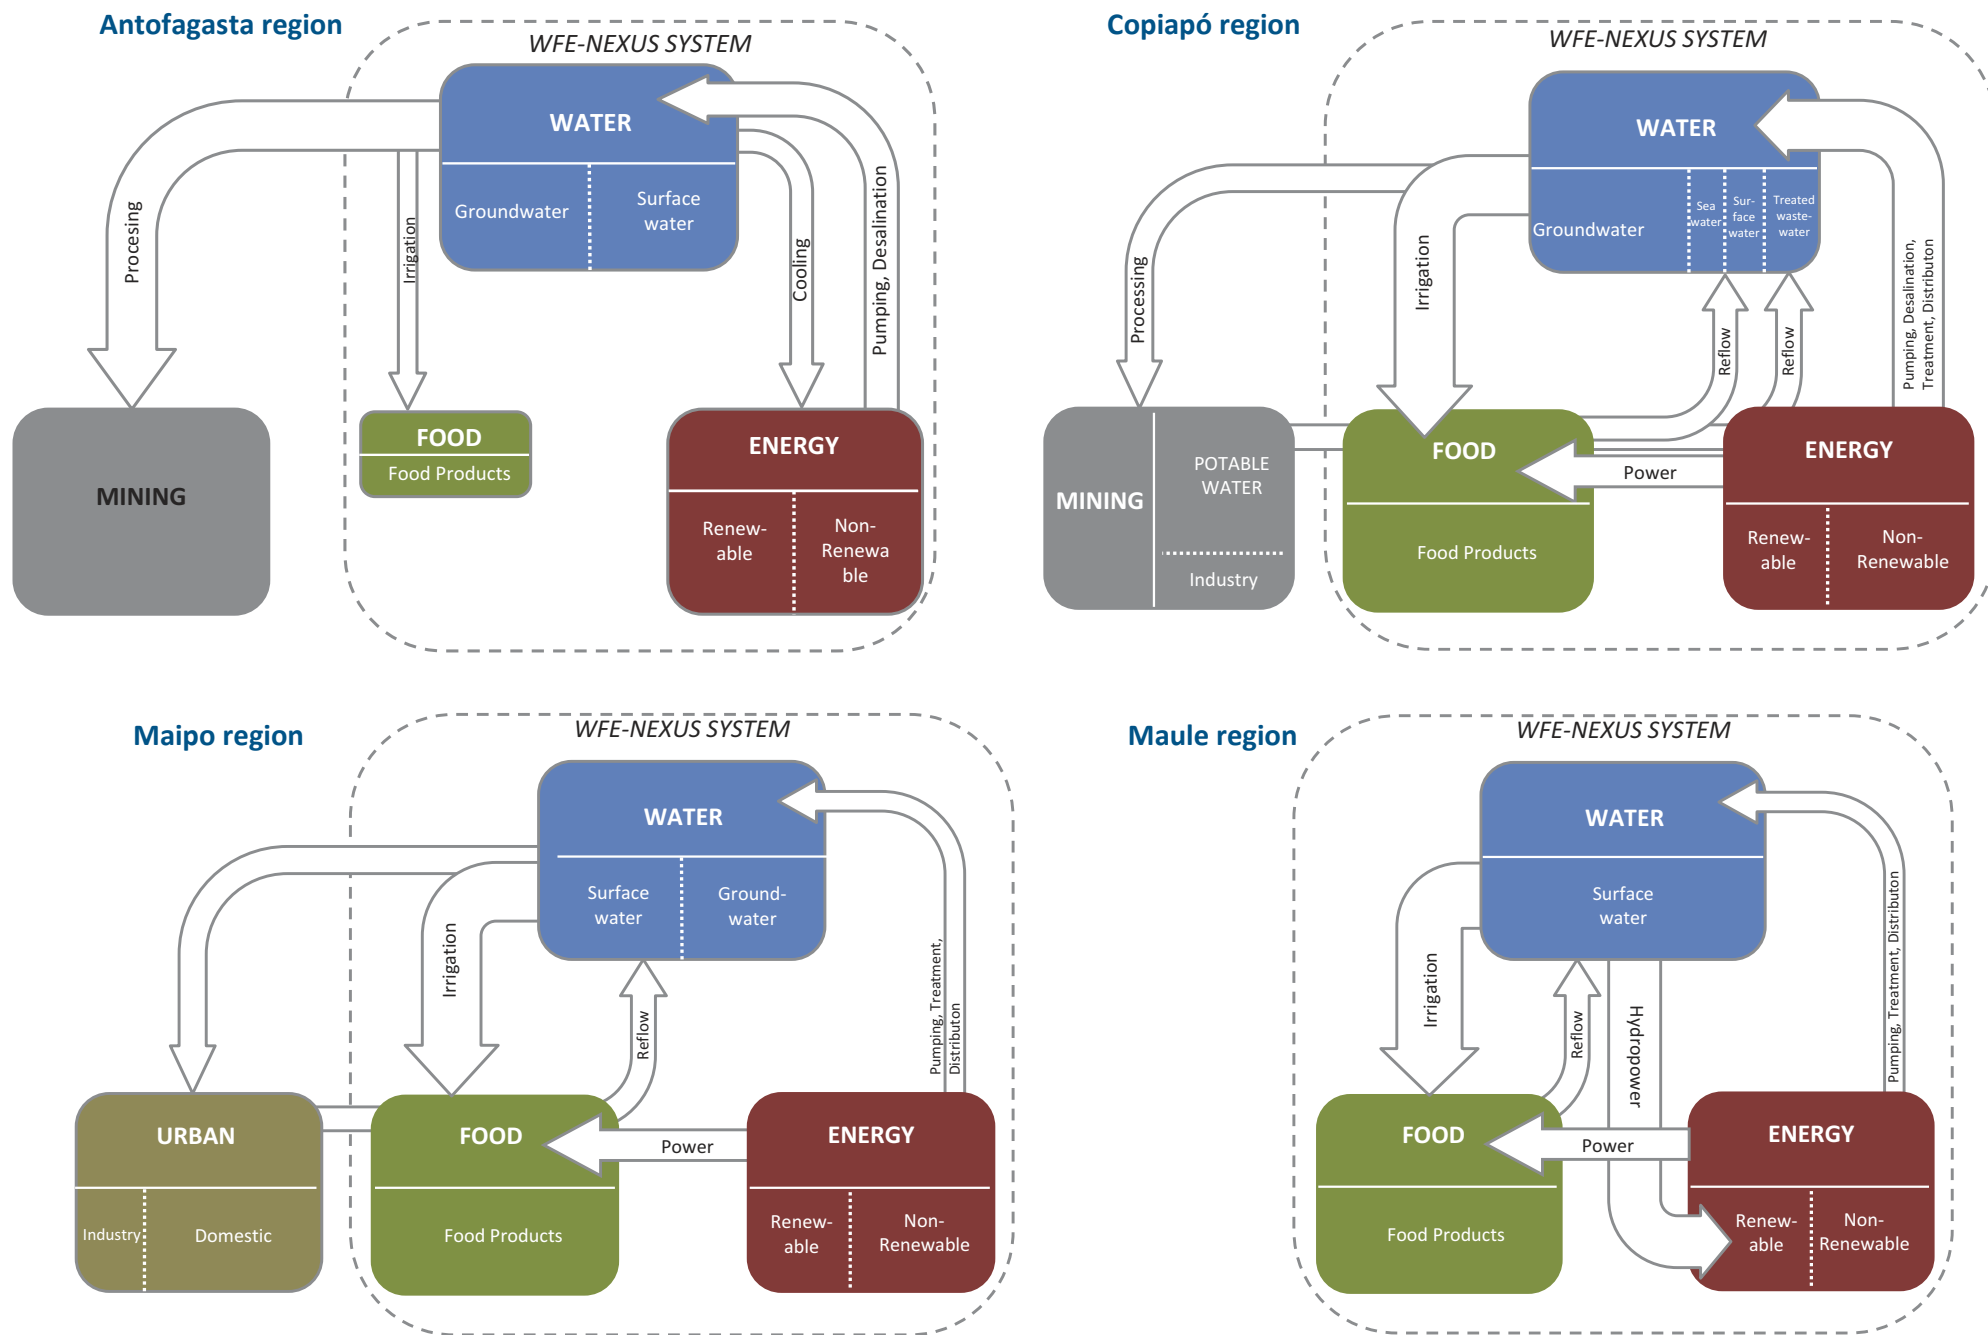 Antofagasta region
WFE-NEXUS SYSTEM
WATER
Groundwater
Surface
water
Procesing
Irrigation
Cooling
Pumping, Desalination
MINING
FOOD
Food Products
ENERGY
Renew-
able
Non-
Renewa
ble
Copiapó region
WFE-NEXUS SYSTEM
WATER
Groundwater
Sea
water
Sur-
face
water
Treated
waste-
water
Processing
Irrigation
Reflow
Reflow
Pumping, Desalination,
Treatment, Distributon
MINING
POTABLE
WATER
Industry
FOOD
Food Products
Power
ENERGY
Renew-
able
Non-
Renewable
Maipo region
WFE-NEXUS SYSTEM
WATER
Surface
water
Ground-
water
Irrigation
Reflow
Pumping, Treatment,
Distributon
URBAN
Industry
Domestic
FOOD
Food Products
Power
ENERGY
Renew-
able
Non-
Renewable
Maule region
WFE-NEXUS SYSTEM
WATER
Surface
water
Irrigation
Reflow
Hydropower
Pumping, Treatment, Distributon
FOOD
Food Products
Power
ENERGY
Renew-
able
Non-
Renewable